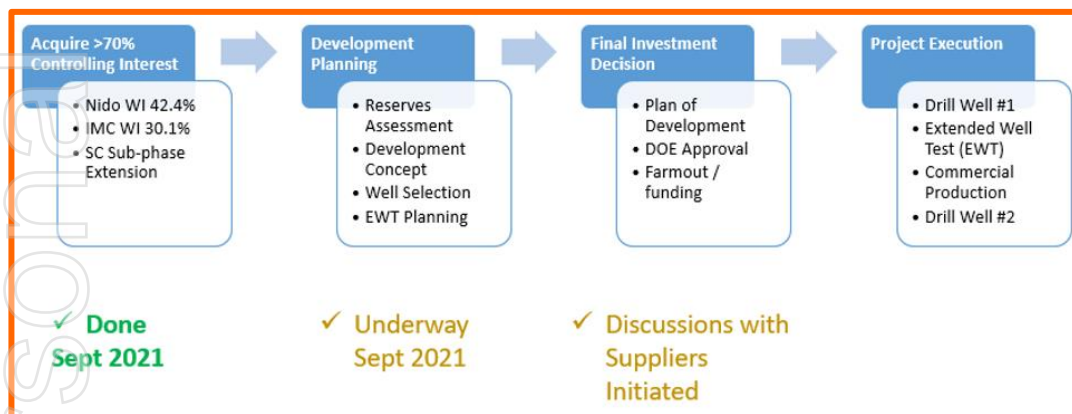 Acquire >70%
Controlling Interest
• Nido WI 42.4%
• IMC WI 30.1%
• SC Sub-phase
Extension
Development
Planning
• Reserves
Assessment
• Development
Concept
• Well Selection
• EWT Planning
Final Investment
Decision
• Plan of
Development
• DOE Approval
• Farmout /
funding
Project Execution
• Drill Well #1
• Extended Well
Test (EWT)
• Commercial
Production
• Drill Well #2
✓ Done
Sept 2021
✓ Underway
Sept 2021
✓ Discussions with
Suppliers
Initiated